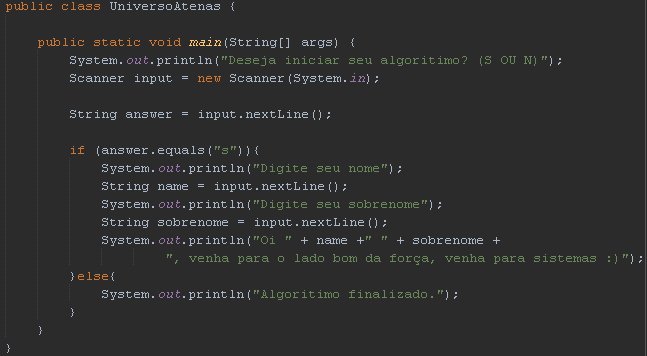 public class UniversoAtenas {
public static void main(String[] args) {
System.out.println("Deseja iniciar seu algoritimo? (S OU N)");
Scanner input = new Scanner(System.in);
String answer = input.nextLine();
if (answer.equals("s")){
System.out.println("Digite seu nome");
String name = input.nextLine();
System.out.println("Digite seu sobrenome");
String sobrenome = input.nextLine();
System.out.println("Oi " + name +" " + sobrenome +
", venha para o lado bom da força, venha para sistemas :)");
}else{
System.out.println("Algoritimo finalizado.");
}
}
}